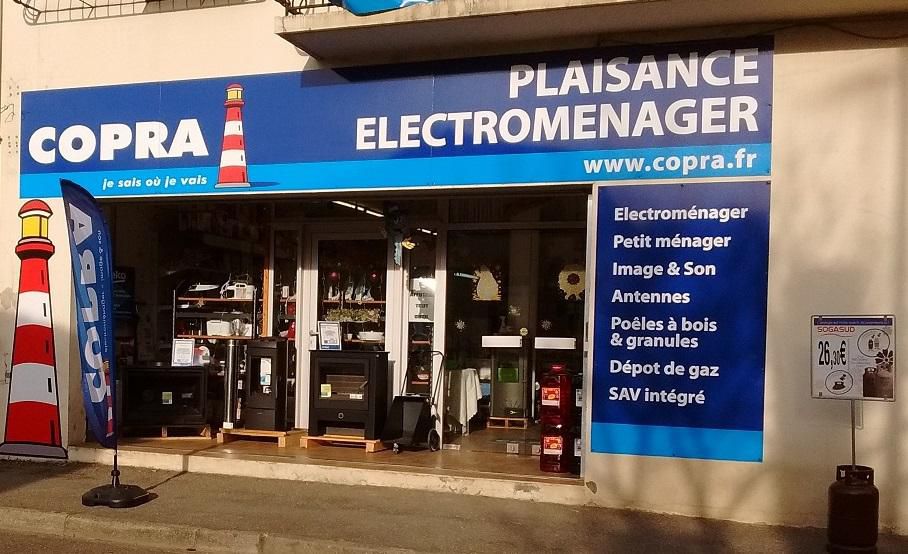 PLAISANCE
ELECTROMENAGER
COPRA
je sais où je vais
www.copra.fr
Electroménager
Petit ménager
Image & Son
Antennes
Poêles à bois
& granules
Dépot de gaz
SAV intégré
COPRA
SOGASUD
26,30€